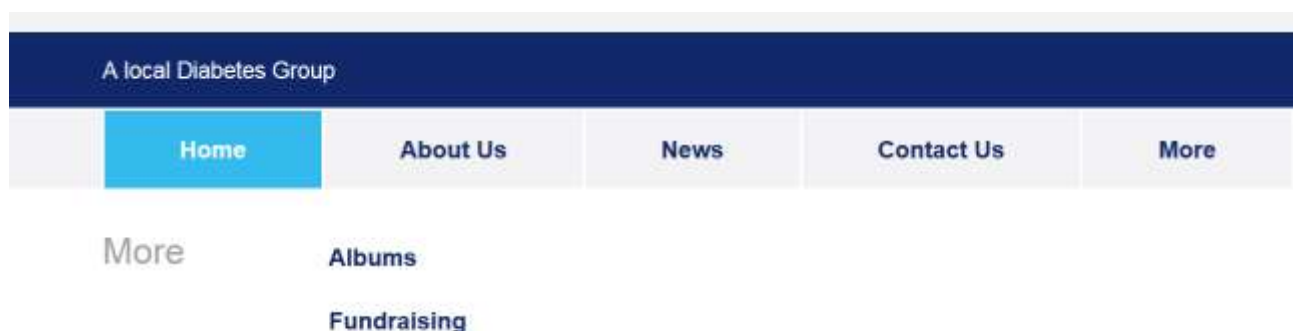 A local Diabetes Group
Home About Us News Contact Us More
More Albums
Fundraising